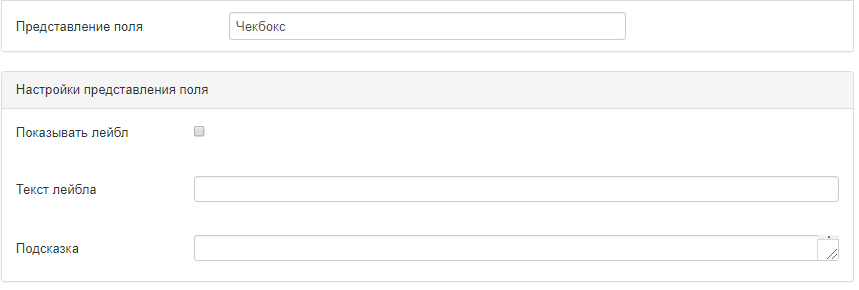 Представление поля
Чекбокс
Настройки представления поля
Показывать лейбл
Текст лейбла
Подсказка